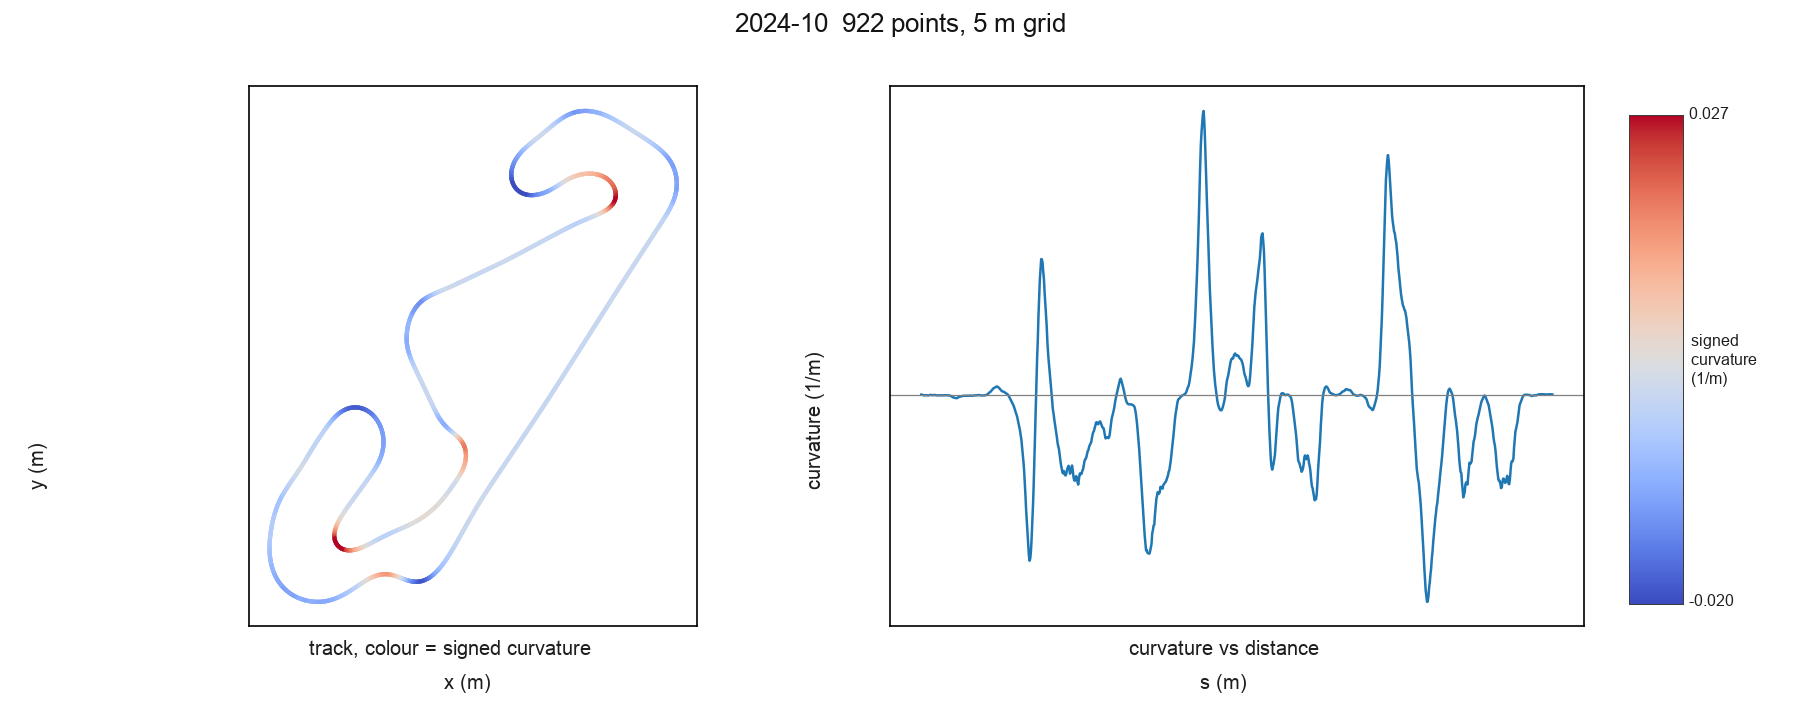 2024-10  922 points, 5 m grid
y (m)
track, colour = signed curvature
x (m)
curvature (1/m)
curvature vs distance
s (m)
0.027
signed
curvature
(1/m)
-0.020